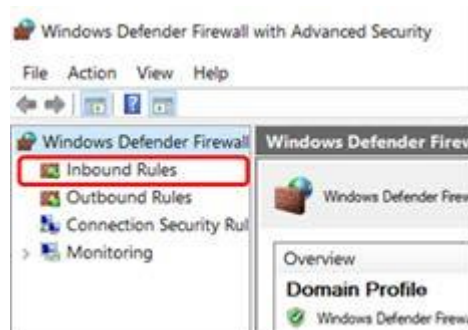 Windows Defender Firewall with Advanced Security
File Action View Help
Windows Defender Firewall
Inbound Rules
Outbound Rules
Connection Security Rul
Monitoring
Windows Defender Firew
Windows Defender Firew
Overview
Domain Profile
Windows Defender Firewa